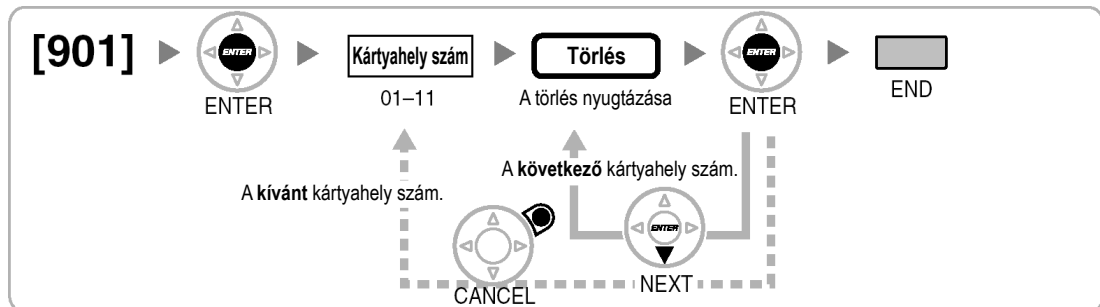 [901]
ENTER
ENTER
Kártyahely szám
01–11
Törlés
A törlés nyugtázása
ENTER
ENTER
END
A kívánt kártyahely szám.
A következő kártyahely szám.
CANCEL
ENTER
NEXT